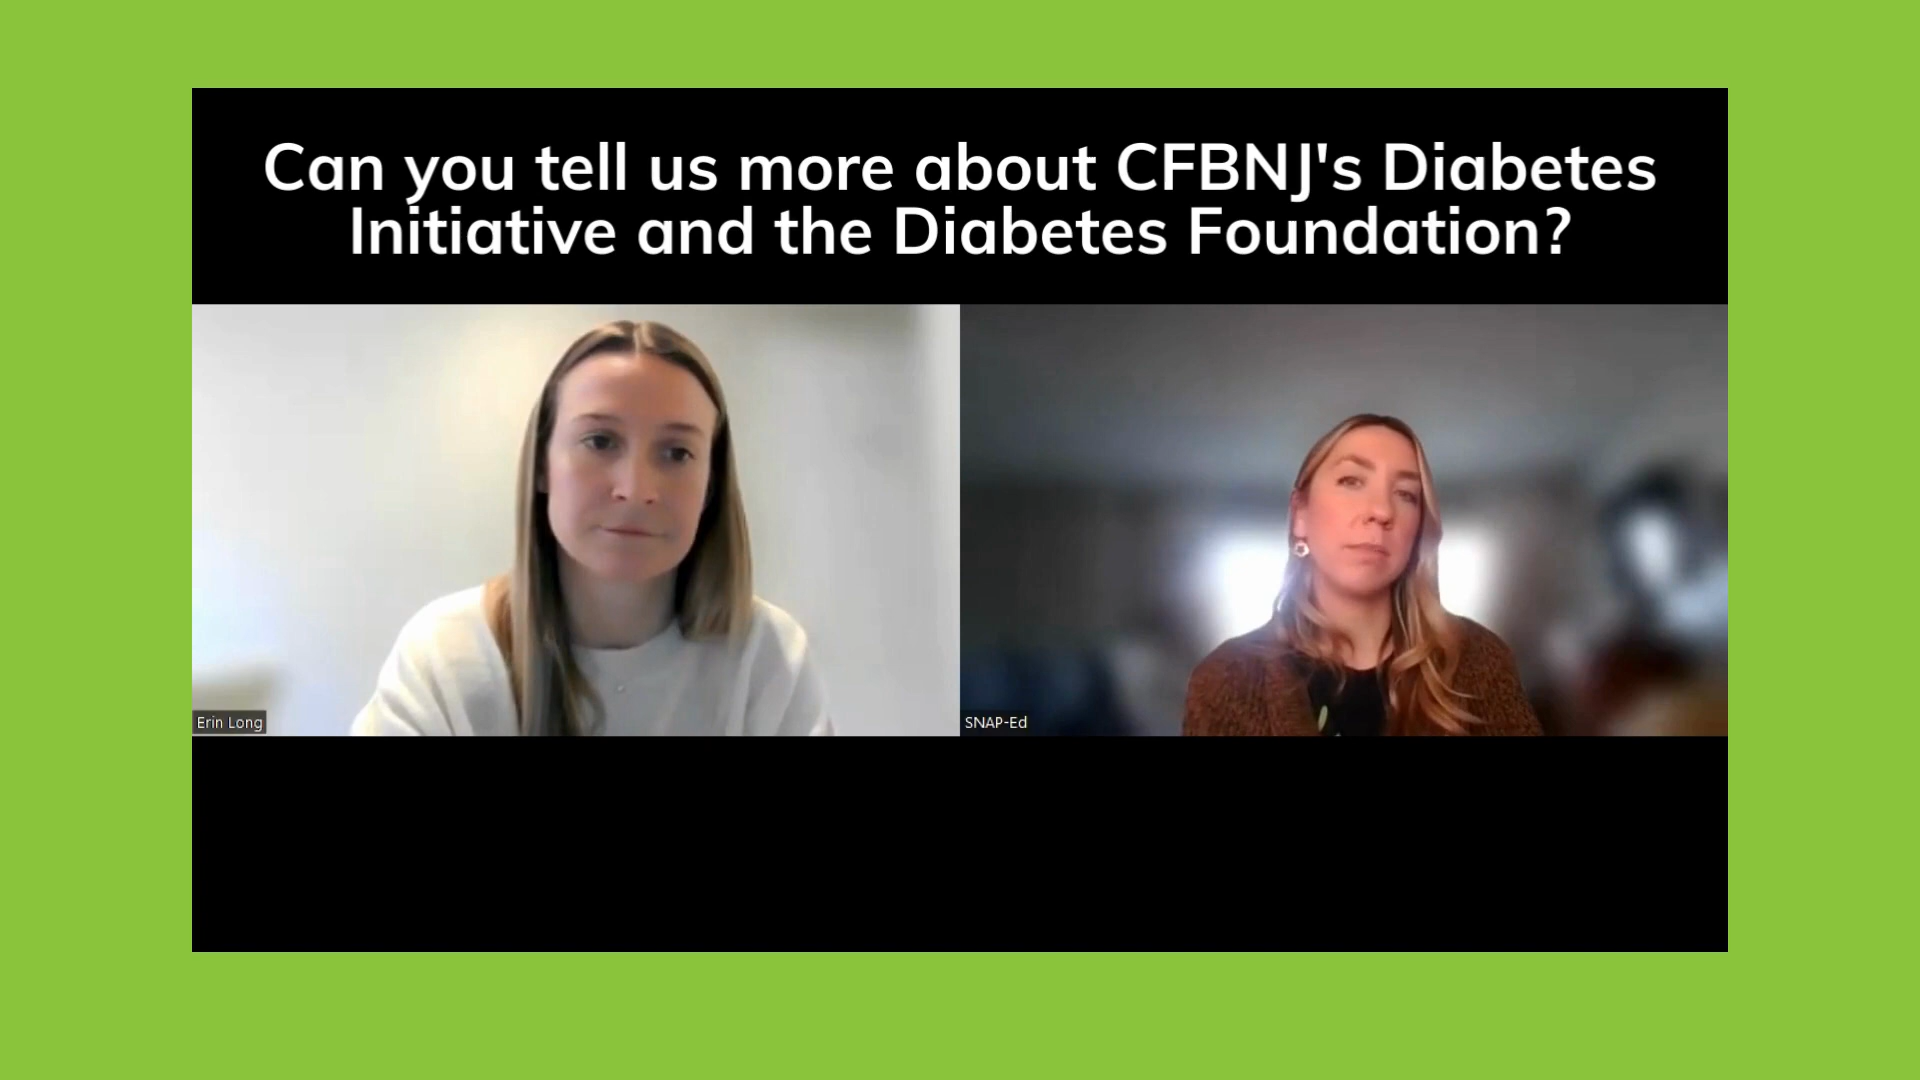 Can you tell us more about CFBNJ's Diabetes
Initiative and the Diabetes Foundation?
Erin Long
SNAP-Ed